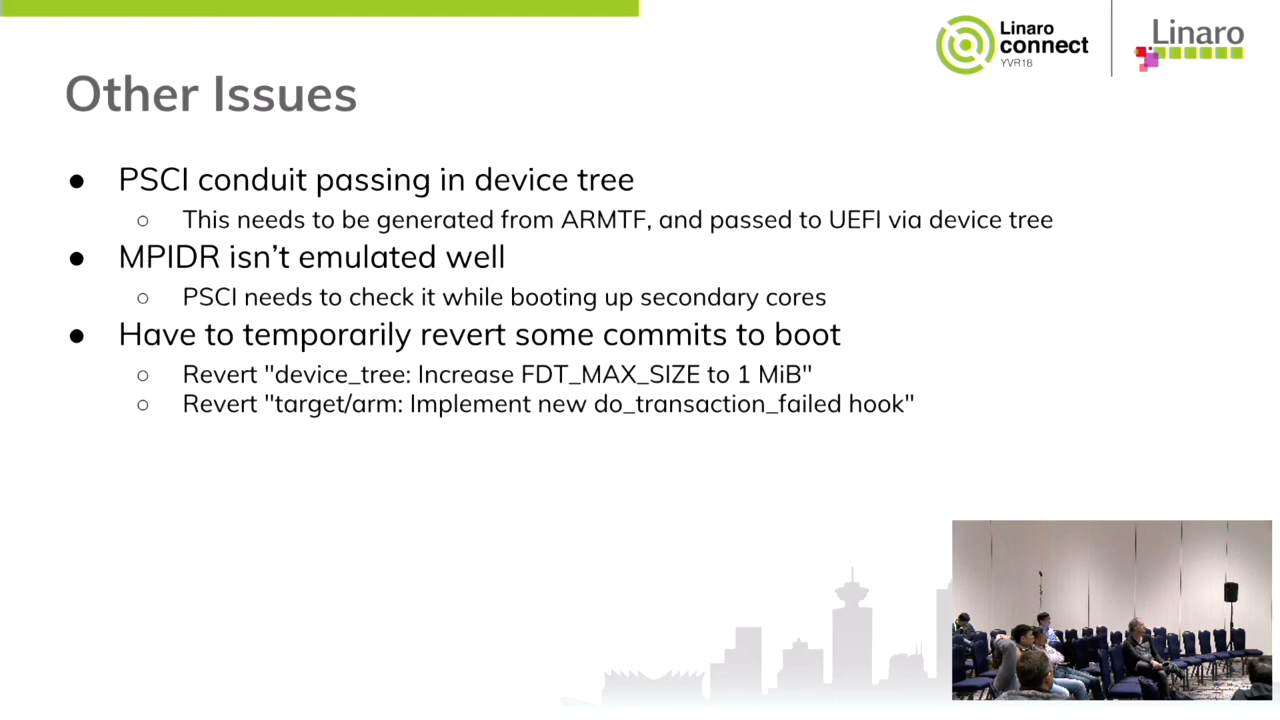 Linaro
connect
YVR18
Linaro
Other Issues
● PSCI conduit passing in device tree
○ This needs to be generated from ARMTF, and passed to UEFI via device tree
● MPIDR isn’t emulated well
○ PSCI needs to check it while booting up secondary cores
● Have to temporarily revert some commits to boot
○ Revert "device_tree: Increase FDT_MAX_SIZE to 1 MiB"
○ Revert "target/arm: Implement new do_transaction_failed hook"